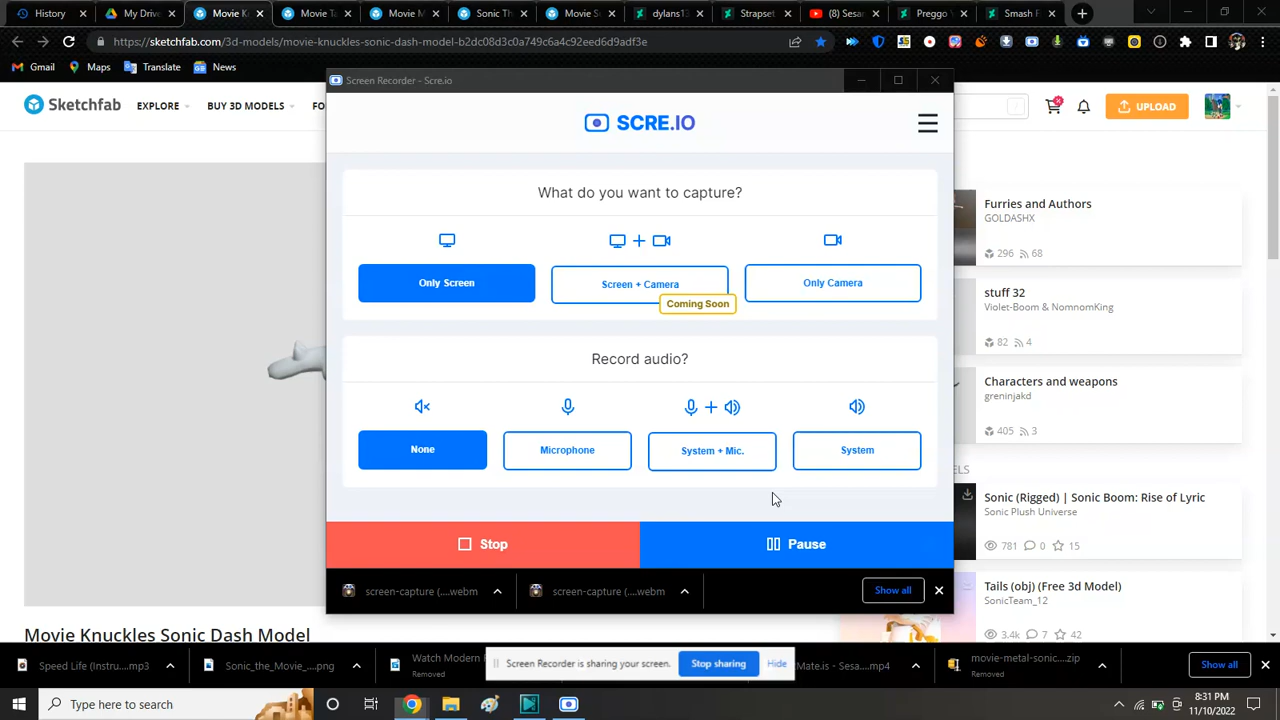 History
My Drive
Movie K
Movie Ta
Movie M
Sonic Th
Movie S
dylans13
Strapset
(8) Sesa
Preggo V
Smash F
https://sketchfab.com/3d-models/movie-knuckles-sonic-dash-model-b2dc08d3c0a749c6a4c92eed6d9adf3e
Gmail
Maps
Translate
News
Screen Recorder - Scre.io
Sketchfab
EXPLORE
BUY 3D MODELS
FO
SCRE.IO
UPLOAD
What do you want to capture?
Only Screen
Screen + Camera
Only Camera
Coming Soon
Record audio?
None
Microphone
System + Mic.
System
Stop
Pause
screen-capture (....webm
screen-capture (....webm
Show all
Furries and Authors
GOLDASHX
296 68
stuff 32
Violet-Boom & NomnomKing
82 4
Characters and weapons
greninjakd
405 3
ELS
Sonic (Rigged) | Sonic Boom: Rise of Lyric
Sonic Plush Universe
781 0 15
Tails (obj) (Free 3d Model)
SonicTeam_12
3.4k 7 42
Movie Knuckles Sonic Dash Model
Speed Life (Instru....mp3
Sonic_the_Movie_....png
Watch Modern
Removed
Screen Recorder is sharing your screen.
Stop sharing
Hide
Mate.is - Sesa....mp4
movie-metal-sonic....zip
Removed
Show all
Type here to search
8:31 PM
11/10/2022